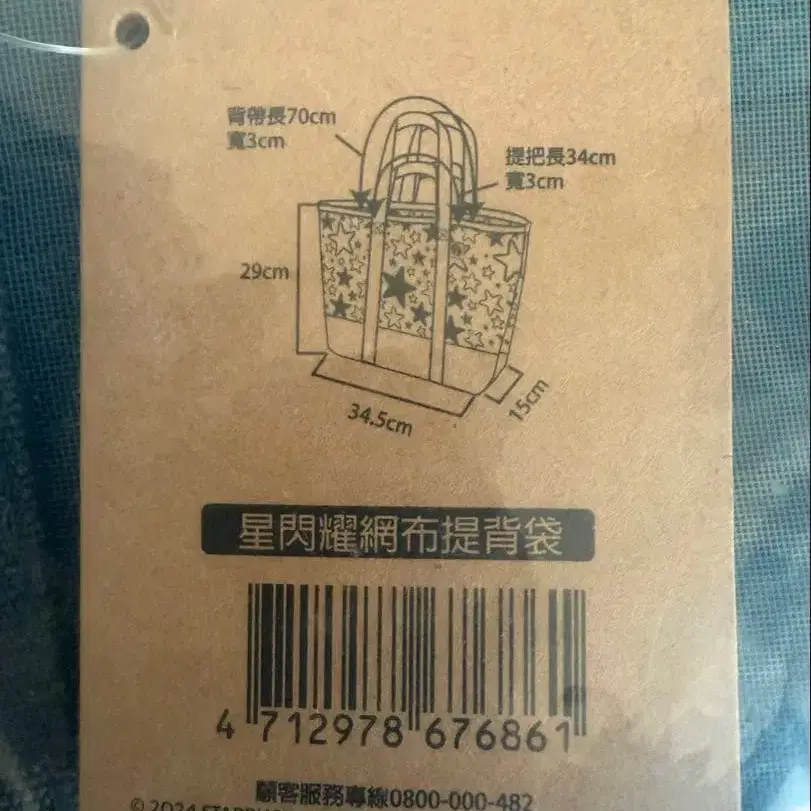 背帶長70cm
寬3cm
提把長34cm
寬3cm
29cm
34.5cm
15cm
星閃耀網布提背袋
4 712978 676861
顧客服務專線0800-000-482
© 2024